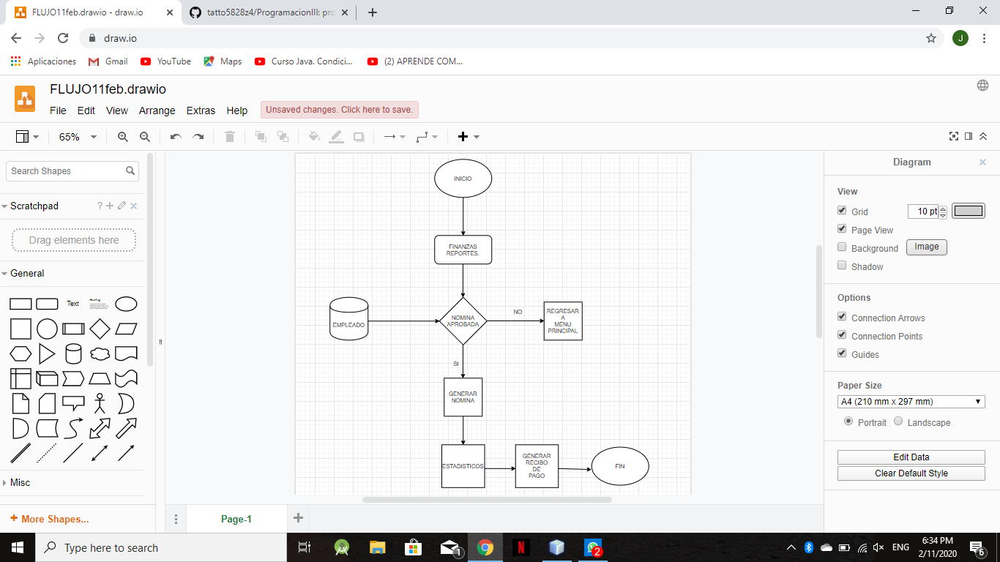 FLUJO11feb.drawio - draw.io
tatto5828z4/ProgramacionIII: pro
draw.io
J
Aplicaciones
Gmail
YouTube
Maps
Curso Java. Condici...
(2) APRENDE COM...
FLUJO11feb.drawio
File
Edit
View
Arrange
Extras
Help
Unsaved changes. Click here to save.
65%
Search Shapes
Scratchpad
?
Drag elements here
General
Text
Heading
Misc
+ More Shapes...
INICIO
FINANZAS
REPORTES.
EMPLEADO
NOMINA
APROBADA
NO
REGRESAR
A
MENU
PRINCIPAL
SI
GENERAR
NOMINA
ESTADISTICOS
GENERAR
RECIBO
DE
PAGO
FIN
Page-1
Diagram
View
Grid
10 pt
Page View
Background
Image
Shadow
Options
Connection Arrows
Connection Points
Guides
Paper Size
A4 (210 mm x 297 mm)
Portrait
Landscape
Edit Data
Clear Default Style
Type here to search
1
N
2
ENG
6:34 PM
2/11/2020
6